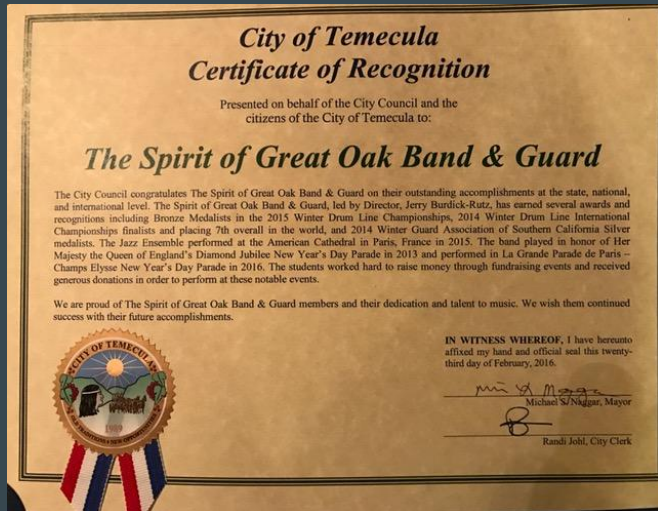 City of Temecula
Certificate of Recognition
Presented on behalf of the City Council and the
citizens of the City of Temecula to:
The Spirit of Great Oak Band & Guard
The City Council congratulates The Spirit of Great Oak Band & Guard on their outstanding accomplishments at the state, national,
and international level. The Spirit of Great Oak Band & Guard, led by Director, Jerry Burdick-Rutz, has earned several awards and
recognitions including Bronze Medalists in the 2015 Winter Drum Line Championships, 2014 Winter Drum Line International
Championships finalists and placing 7th overall in the world, and 2014 Winter Guard Association of Southern California Silver
medalists. The Jazz Ensemble performed at the American Cathedral in Paris, France in 2015. The band played in honor of Her
Majesty the Queen of England's Diamond Jubilee New Year's Day Parade in 2013 and performed in La Grande Parade de Paris –
Champs Elysse New Year's Day Parade in 2016. The students worked hard to raise money through fundraising events and received
generous donations in order to perform at these notable events.
We are proud of The Spirit of Great Oak Band & Guard members and their dedication and talent to music. We wish them continued
success with their future accomplishments.
IN WITNESS WHEREOF, I have hereunto
affixed my hand and official seal this twenty-
third day of February, 2016.
Michael S. Naggar, Mayor
Randi Johl, City Clerk
CITY OF TEMECULA
1989
OLD TRADITIONS NEW OPPORTUNITIES